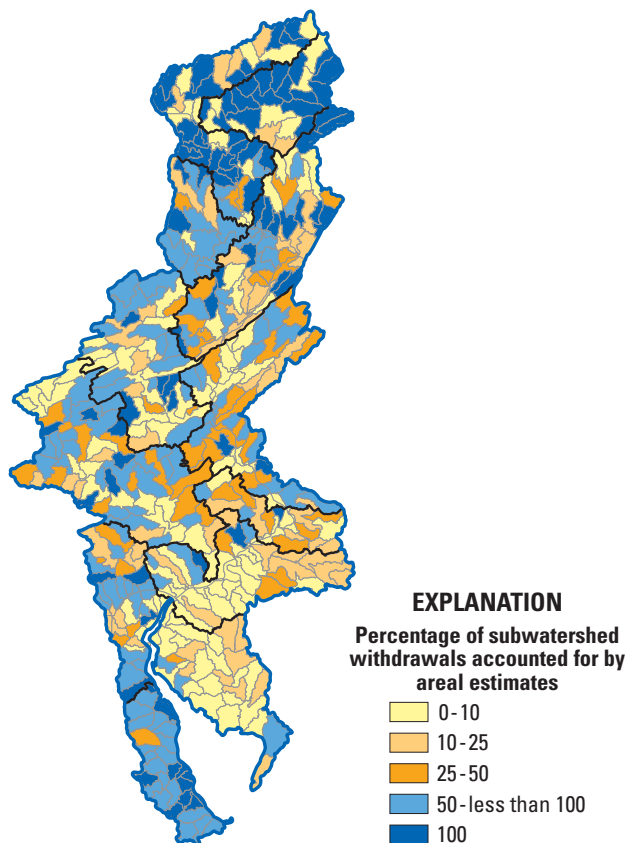 EXPLANATION
Percentage of subwatershed
withdrawals accounted for by
areal estimates
0-10
10-25
25-50
50-less than 100
100